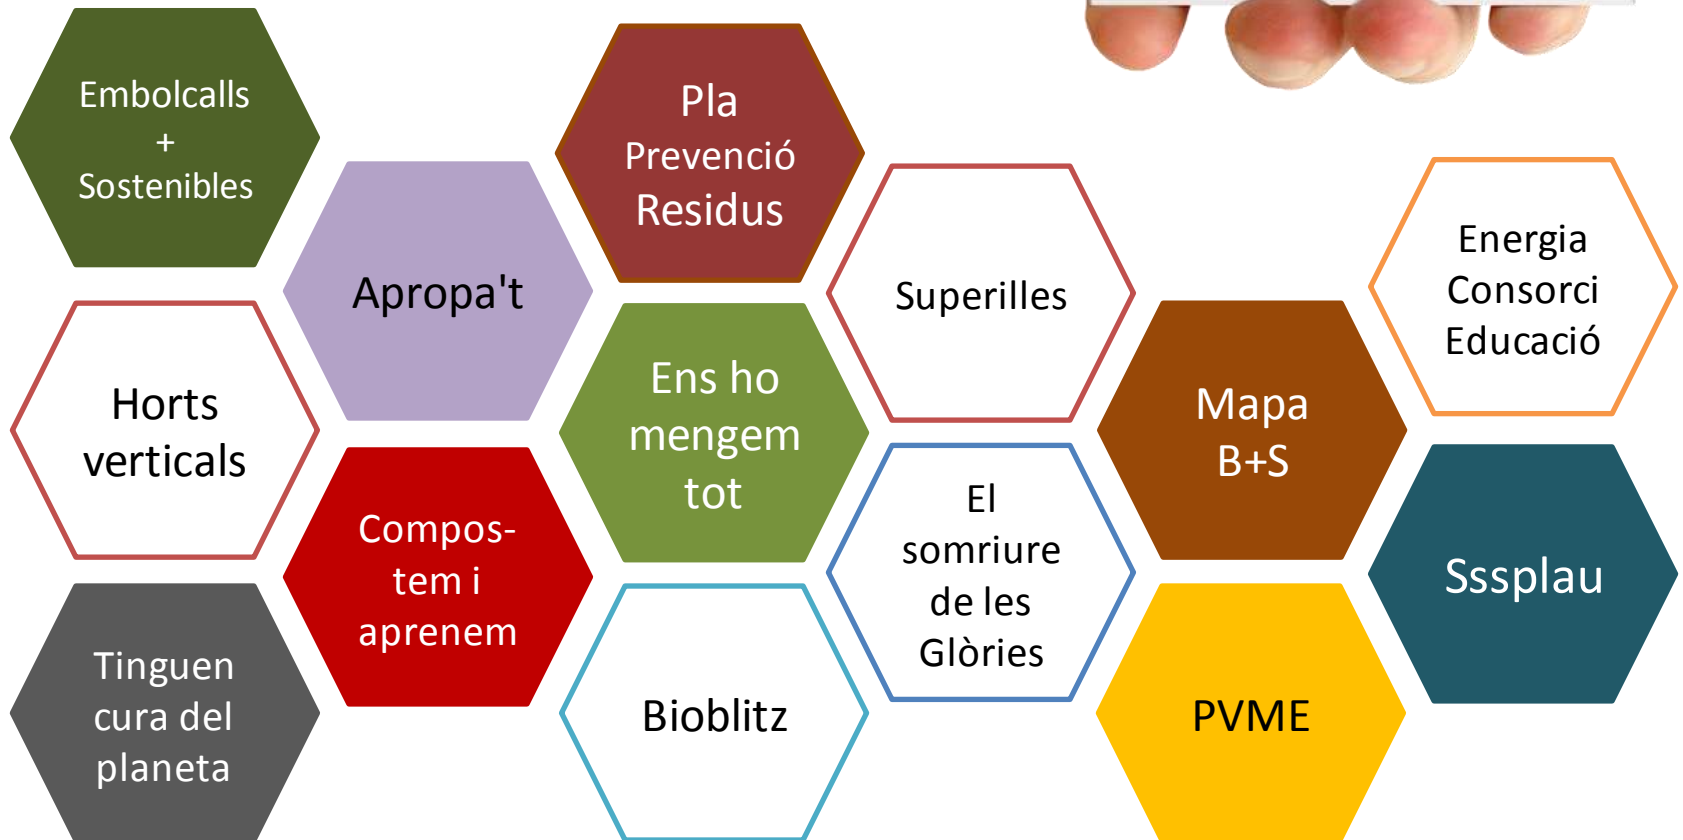 Embolcalls
+
Sostenibles
Pla
Prevenció
Residus
Apropa't
Superilles
Energia
Consorci
Educació
Horts
verticals
Ens ho
mengem
tot
Mapa
B+S
Compos-
tem i
aprenem
El
somriure
de les
Glòries
Sssplau
Tinguen
cura del
planeta
Bioblitz
PVME